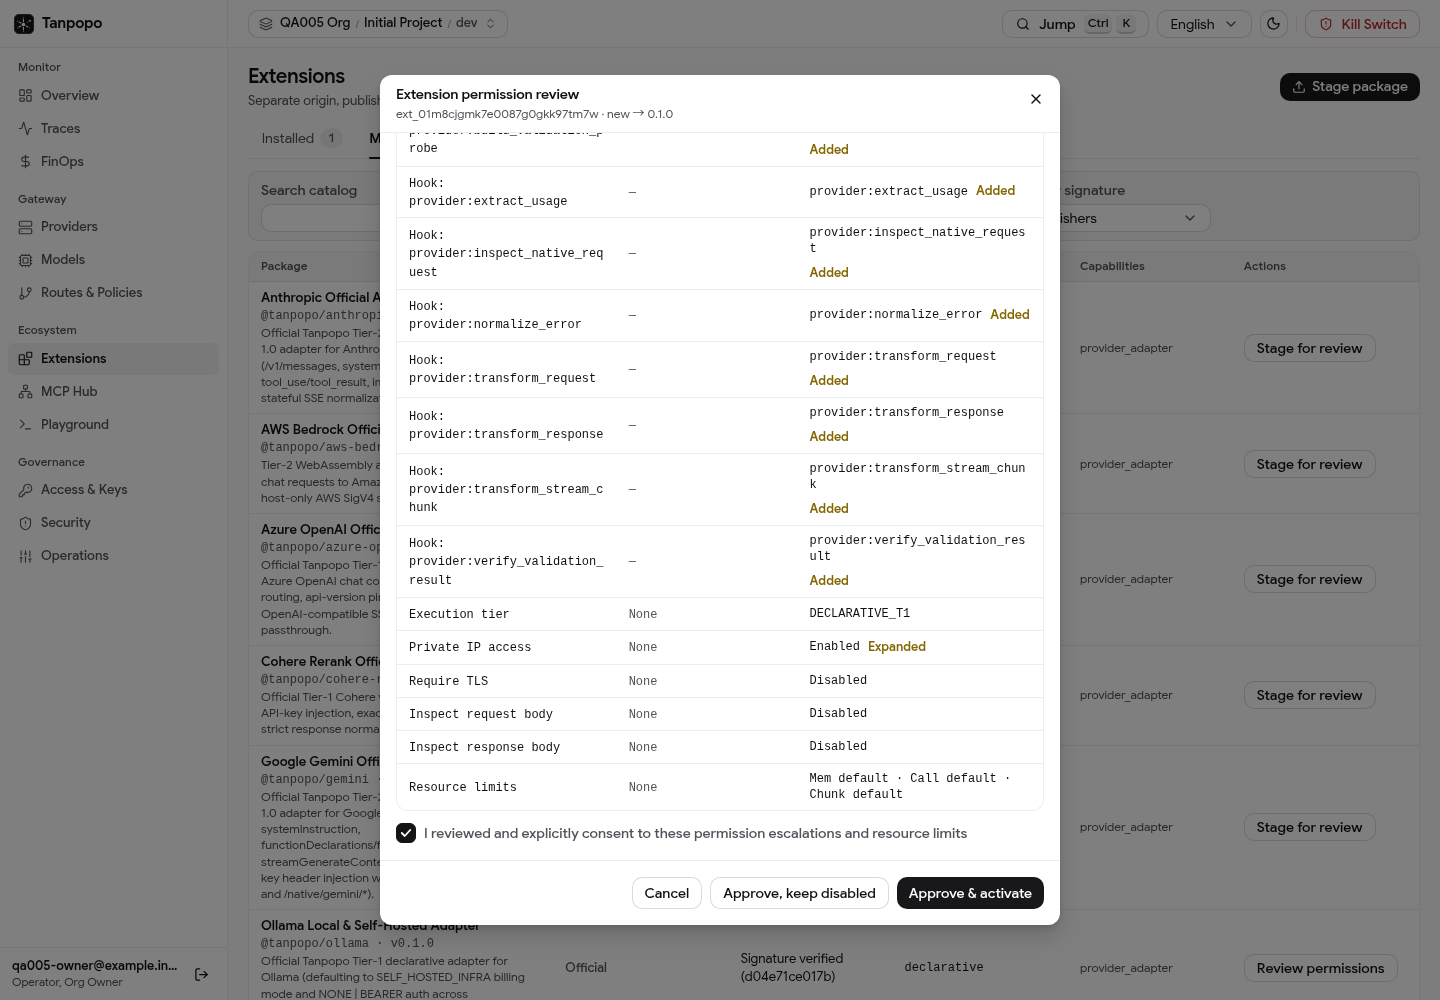 Tanpopo
QA005 Org / Initial Project / dev
Jump Ctrl K
English
Kill Switch
Monitor
Overview
Traces
FinOps
Gateway
Providers
Models
Routes & Policies
Ecosystem
Extensions
MCP Hub
Playground
Governance
Access & Keys
Security
Operations
qa005-owner@example.in...
Operator, Org Owner
Extensions
Separate origin, publish
Stage package
Installed 1
M
Search catalog
signature
ishers
Package
Capabilities
Actions
Anthropic Official A
@tanpopo/anthropi
Official Tanpopo Tier-2
1.0 adapter for Anthro
(/v1/messages, system
tool_use/tool_result, in
stateful SSE normalizat
provider_adapter
Stage for review
AWS Bedrock Offici
@tanpopo/aws-bedr
Tier-2 WebAssembly a
chat requests to Amaz
host-only AWS SigV4 s
provider_adapter
Stage for review
Azure OpenAI Offic
@tanpopo/azure-op
Official Tanpopo Tier-1
Azure OpenAI chat co
routing, api-version pin
OpenAI-compatible SS
passthrough.
provider_adapter
Stage for review
Cohere Rerank Offi
@tanpopo/cohere-r
Official Tier-1 Cohere
API-key injection, exac
strict response norma
provider_adapter
Stage for review
Google Gemini Offi
@tanpopo/gemini ·
Official Tanpopo Tier-2
1.0 adapter for Google
systemInstruction,
functionDeclarations/f
streamGenerateConte
key header injection w
and /native/gemini/*).
provider_adapter
Stage for review
Ollama Local & Self-Hosted Adapter
@tanpopo/ollama · v0.1.0
Official Tanpopo Tier-1 declarative adapter for
Ollama (defaulting to SELF_HOSTED_INFRA billing
mode and NONE | BEARER auth across
Official
Signature verified
(d04e71ce017b)
declarative
provider_adapter
Review permissions
Extension permission review
ext_01m8cjgmk7e0087g0gkk97tm7w · new → 0.1.0
provider:build_validation_p
robe
Added
Hook:
provider:extract_usage
—
provider:extract_usage Added
Hook:
provider:inspect_native_req
uest
—
provider:inspect_native_reques
t
Added
Hook:
provider:normalize_error
—
provider:normalize_error Added
Hook:
provider:transform_request
—
provider:transform_request
Added
Hook:
provider:transform_response
—
provider:transform_response
Added
Hook:
provider:transform_stream_c
hunk
—
provider:transform_stream_chun
k
Added
Hook:
provider:verify_validation_
result
—
provider:verify_validation_res
ult
Added
Execution tier None DECLARATIVE_T1
Private IP access None Enabled Expanded
Require TLS None Disabled
Inspect request body None Disabled
Inspect response body None Disabled
Resource limits None Mem default · Call default ·
Chunk default
I reviewed and explicitly consent to these permission escalations and resource limits
Cancel
Approve, keep disabled
Approve & activate